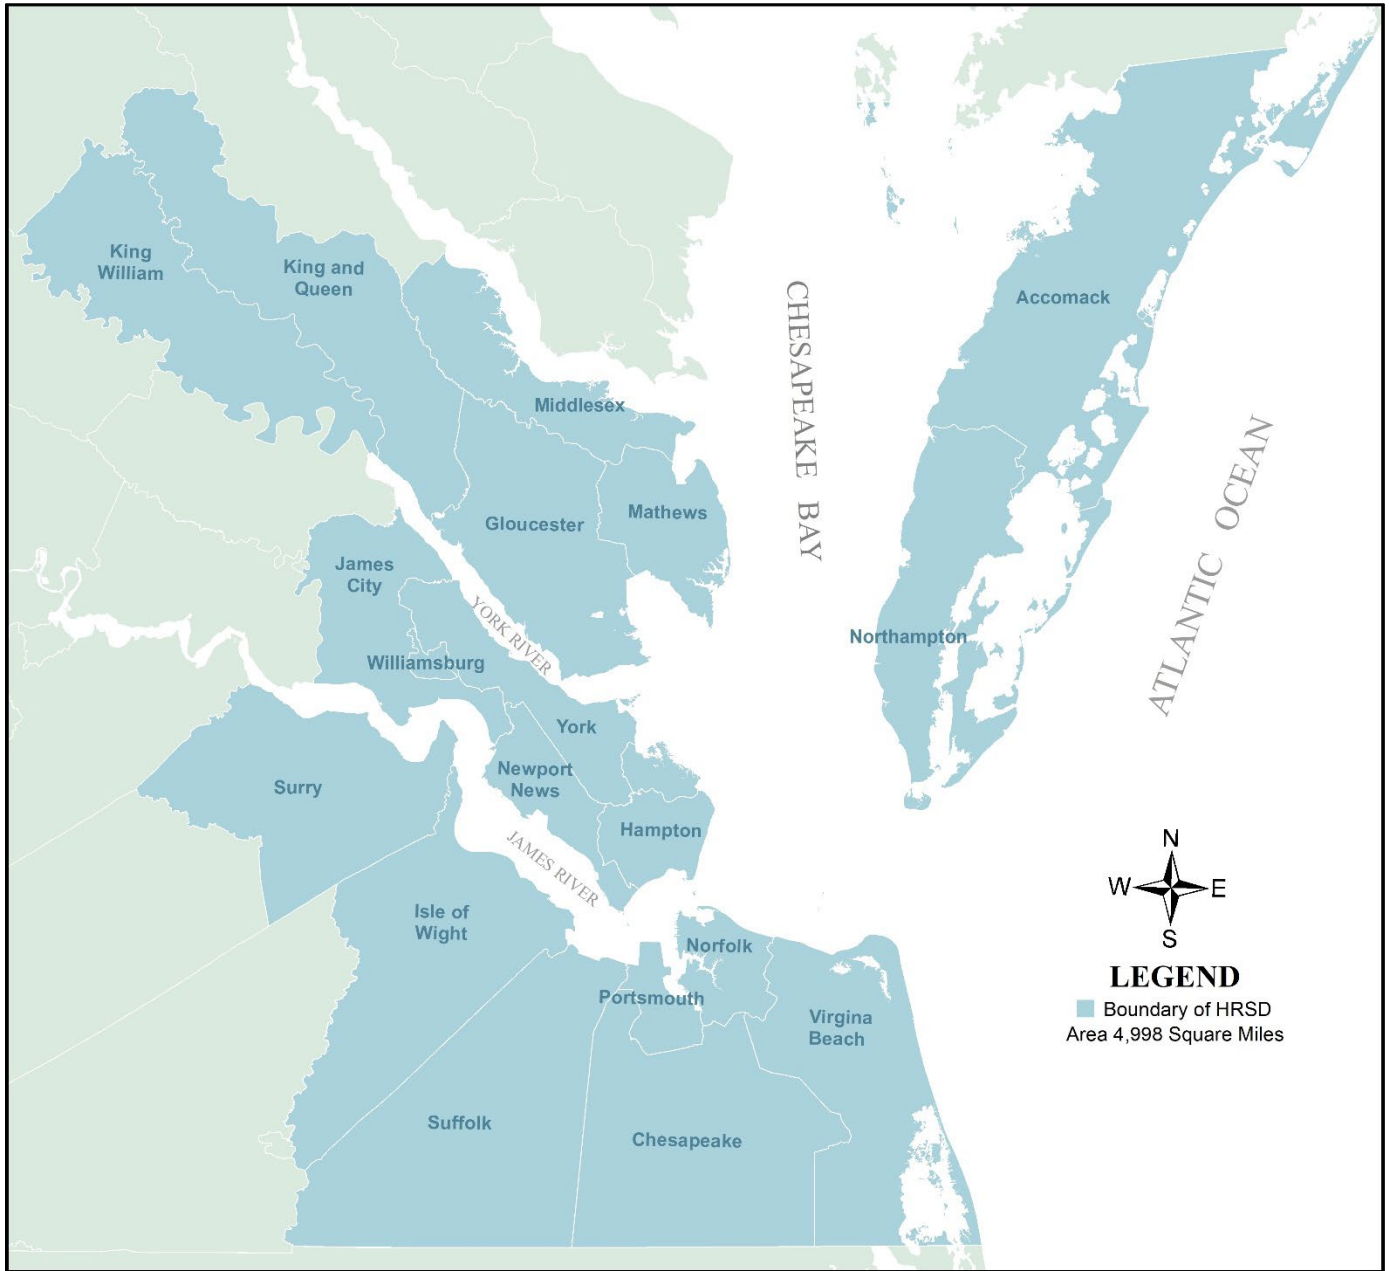 King
William
King and
Queen
Accomack
CHESAPEAKE BAY
Middlesex
ATLANTIC OCEAN
Mathews
Gloucester
James
City
YORK RIVER
Northampton
Williamsburg
York
Newport
News
Surry
Hampton
JAMES RIVER
Isle of
Wight
Norfolk
Portsmouth
Virgina
Beach
Suffolk
Chesapeake
N
W E
S
LEGEND
Boundary of HRSD
Area 4,998 Square Miles